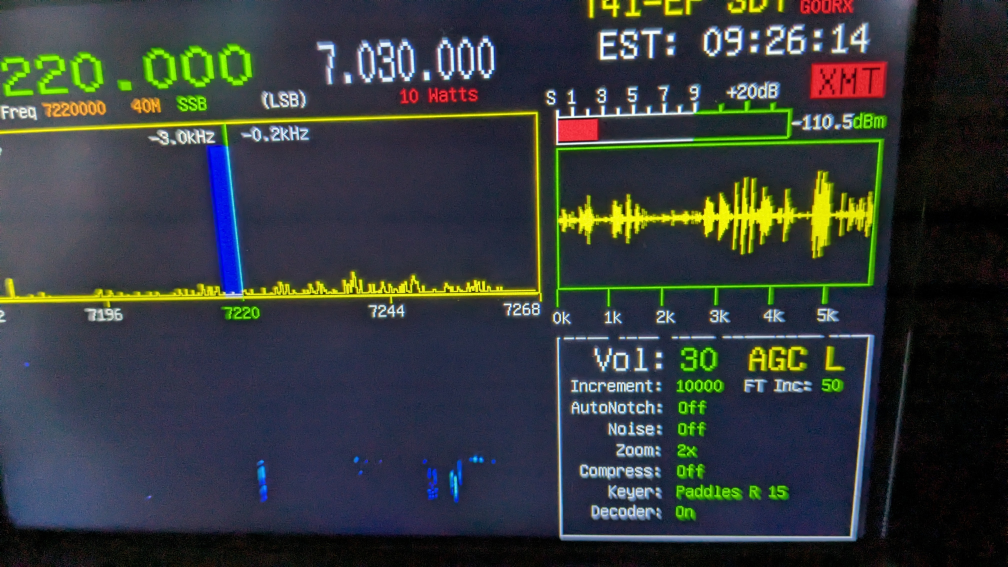 T41-EP SDT G0ORX
EST: 09:26:14
220.000 7.030.000
XMT
Freq 7220000 40M SSB (LSB) 10 Watts
S 1 3 5 7 9 +20dB
-110.5dBm
-3.0kHz -0.2kHz
7196 7220 7244 7268
0k 1k 2k 3k 4k 5k
Vol: 30 AGC L
Increment: 10000 FT Inc: 50
AutoNotch: Off
Noise: Off
Zoom: 2x
Compress: Off
Keyer: Paddles R 15
Decoder: On